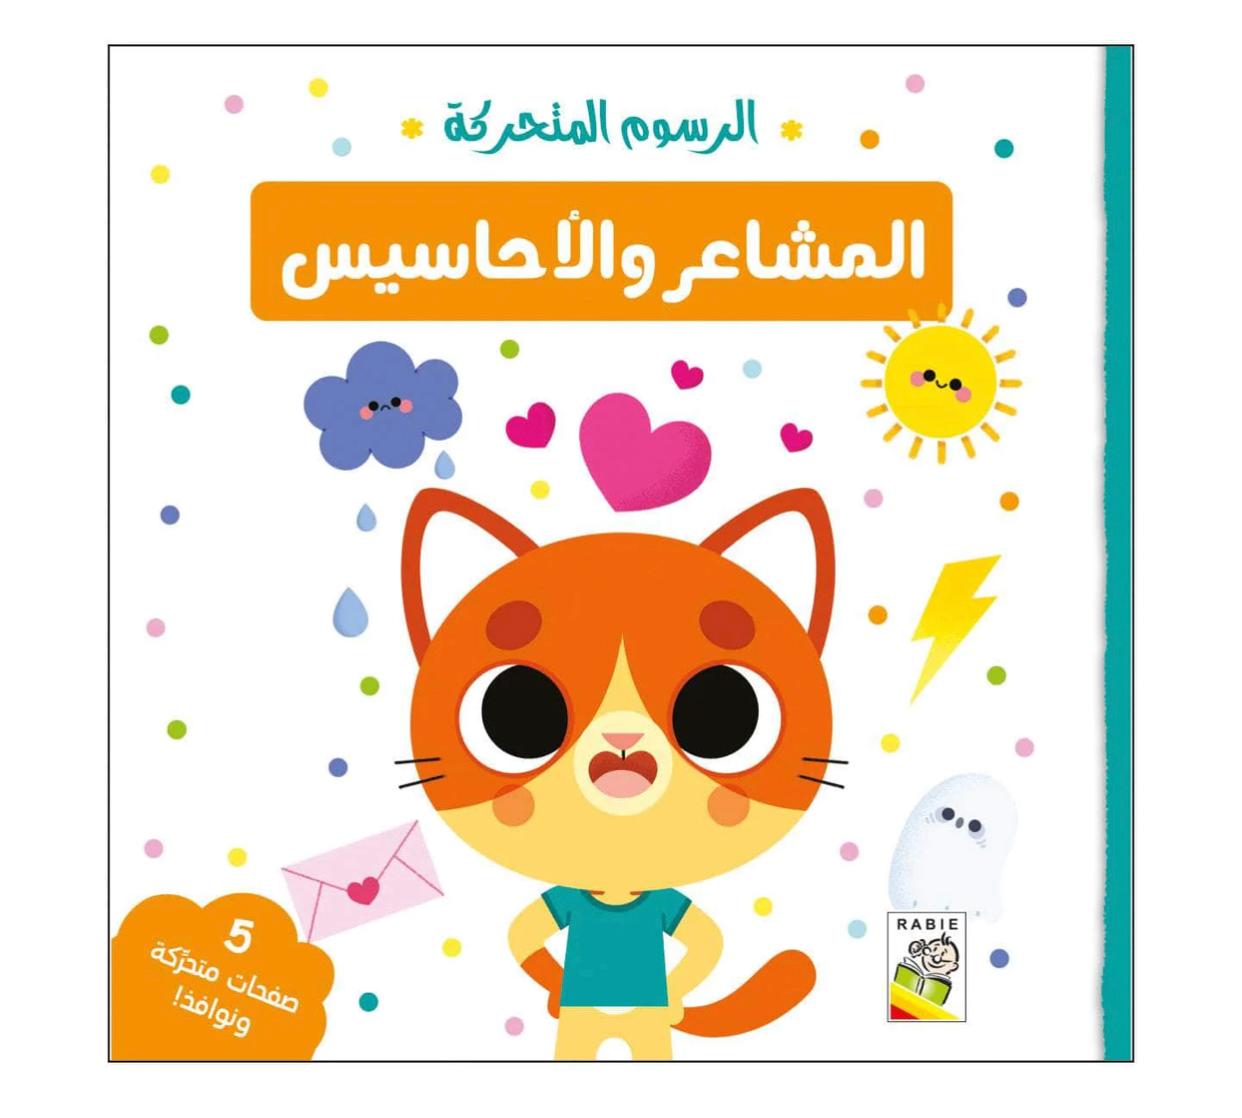 الرسوم المتحركة
المشاعر والأحاسيس
5
صفحات متحرّكة
ونوافذ!
RABIE